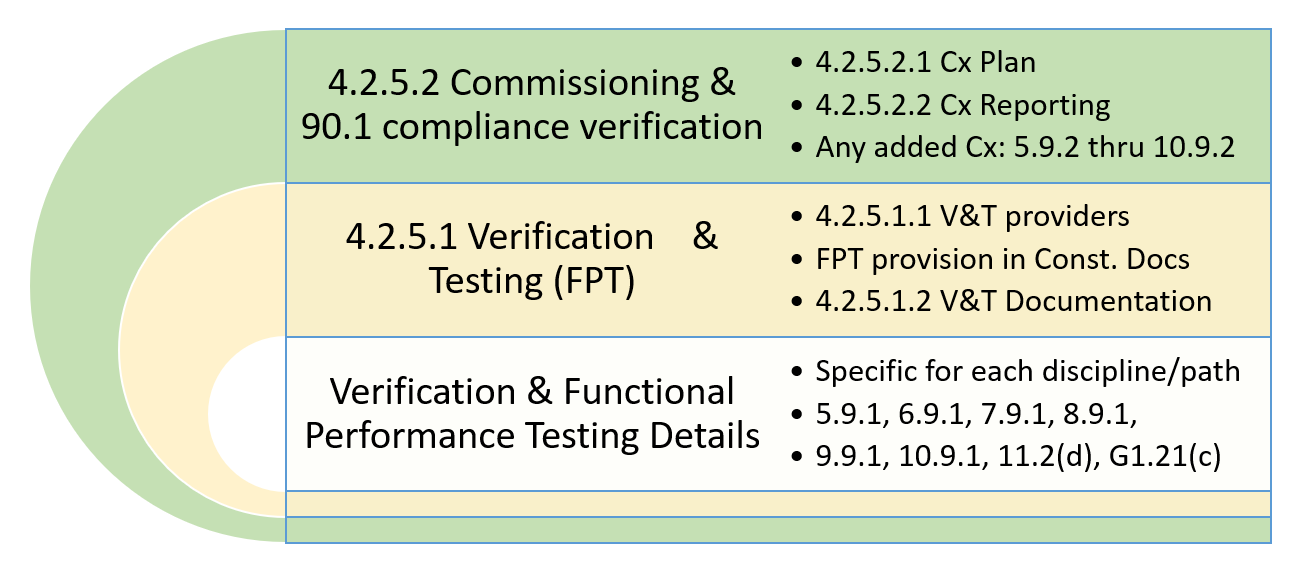 4.2.5.2 Commissioning &
90.1 compliance verification
• 4.2.5.2.1 Cx Plan
• 4.2.5.2.2 Cx Reporting
• Any added Cx: 5.9.2 thru 10.9.2
4.2.5.1 Verification &
Testing (FPT)
• 4.2.5.1.1 V&T providers
• FPT provision in Const. Docs
• 4.2.5.1.2 V&T Documentation
Verification & Functional
Performance Testing Details
• Specific for each discipline/path
• 5.9.1, 6.9.1, 7.9.1, 8.9.1,
• 9.9.1, 10.9.1, 11.2(d), G1.21(c)